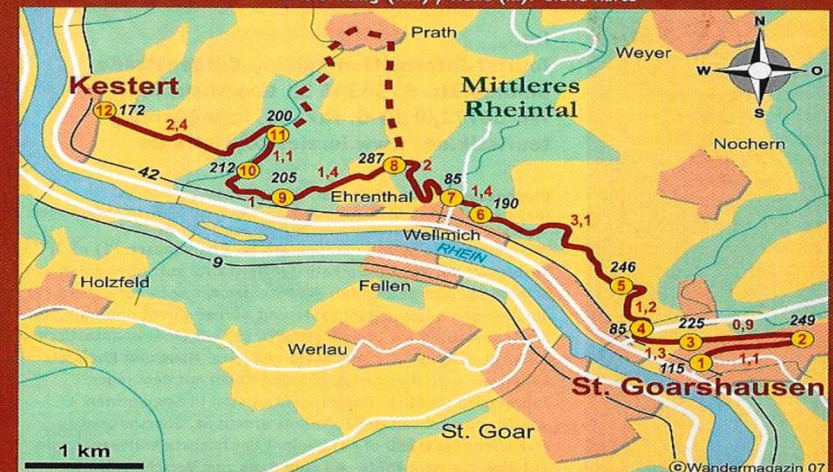 Prath
Weyer
N
W
O
S
Kestert
12 172
2,4
200
11
Mittleres
Rheintal
1,1
212 10
205
1,4
287 8
2
85
Nochern
42
1
9
Ehrenthal
7 1,4
6 190
3,1
Wellmich
RHEIN
246
9
5
Holzfeld
Fellen
1,2
85 4
225
3
0,9
249
2
Werlau
1,3
115 1
1,1
St. Goarshausen
St. Goar
1 km
©Wandermagazin 07